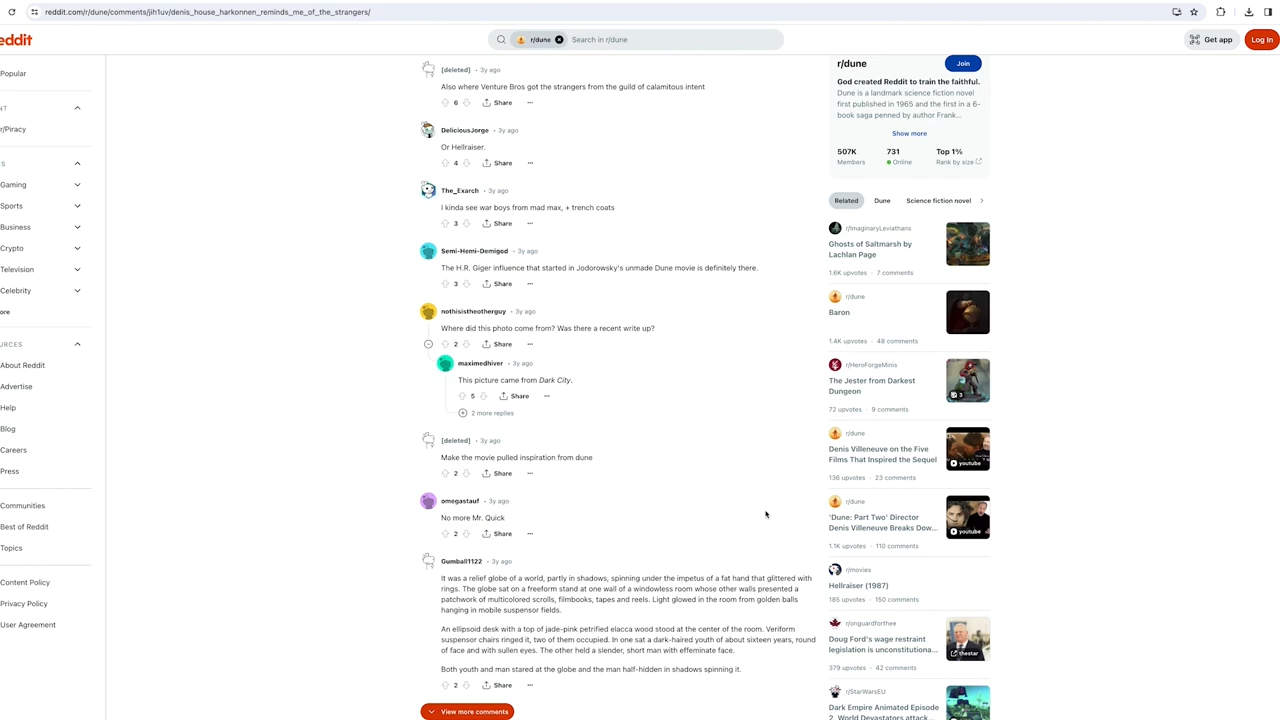 reddit.com/r/dune/comments/jih1uv/denis_house_harkonnen_reminds_me_of_the_strangers/
reddit
r/dune
Search in r/dune
Get app
Log In
Popular
NT
r/Piracy
S
Gaming
Sports
Business
Crypto
Television
Celebrity
ore
URCES
About Reddit
Advertise
Help
Blog
Careers
Press
Communities
Best of Reddit
Topics
Content Policy
Privacy Policy
User Agreement
[deleted] • 3y ago
Also where Venture Bros got the strangers from the guild of calamitous intent
6 Share ...
DeliciousJorge • 3y ago
Or Hellraiser.
4 Share ...
The_Exarch • 3y ago
I kinda see war boys from mad max, + trench coats
3 Share ...
Semi-Hemi-Demigod • 3y ago
The H.R. Giger influence that started in Jodorowsky's unmade Dune movie is definitely there.
3 Share ...
nothisistheotherguy • 3y ago
Where did this photo come from? Was there a recent write up?
2 Share ...
maximedhiver • 3y ago
This picture came from Dark City.
5 Share ...
2 more replies
[deleted] • 3y ago
Make the movie pulled inspiration from dune
2 Share ...
omegastauf • 3y ago
No more Mr. Quick
2 Share ...
Gumball1122 • 3y ago
It was a relief globe of a world, partly in shadows, spinning under the impetus of a fat hand that glittered with
rings. The globe sat on a freeform stand at one wall of a windowless room whose other walls presented a
patchwork of multicolored scrolls, filmbooks, tapes and reels. Light glowed in the room from golden balls
hanging in mobile suspensor fields.
An ellipsoid desk with a top of jade-pink petrified elacca wood stood at the center of the room. Veriform
suspensor chairs ringed it, two of them occupied. In one sat a dark-haired youth of about sixteen years, round
of face and with sullen eyes. The other held a slender, short man with effeminate face.
Both youth and man stared at the globe and the man half-hidden in shadows spinning it.
2 Share ...
View more comments
r/dune
Join
God created Reddit to train the faithful.
Dune is a landmark science fiction novel
first published in 1965 and the first in a 6-
book saga penned by author Frank...
Show more
507K 731 Top 1%
Members Online Rank by size
Related Dune Science fiction novel
r/ImaginaryLeviathans
Ghosts of Saltmarsh by
Lachlan Page
1.6K upvotes • 7 comments
r/dune
Baron
1.4K upvotes • 48 comments
r/HeroForgeMinis
The Jester from Darkest
Dungeon
3
72 upvotes • 9 comments
r/dune
Denis Villeneuve on the Five
Films That Inspired the Sequel
youtube
136 upvotes • 23 comments
r/dune
'Dune: Part Two' Director
Denis Villeneuve Breaks Dow...
youtube
1.1K upvotes • 110 comments
r/movies
Hellraiser (1987)
185 upvotes • 150 comments
r/onguardforthee
Doug Ford's wage restraint
legislation is unconstitutiona...
thestar
379 upvotes • 42 comments
r/StarWarsEU
Dark Empire Animated Episode
2. World Devastators attack...